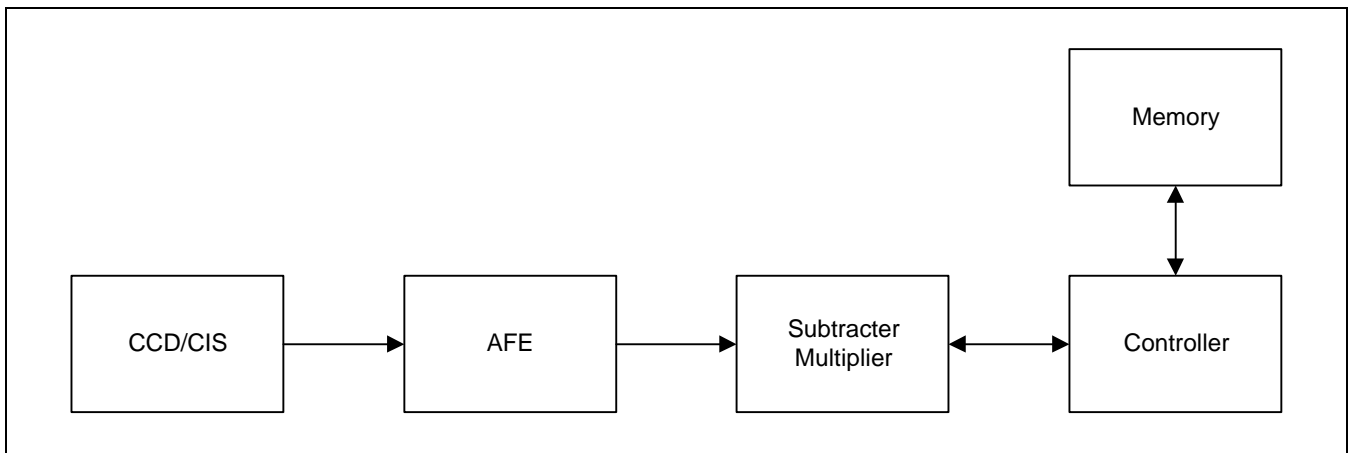 Memory
CCD/CIS
AFE
Subtracter
Multiplier
Controller